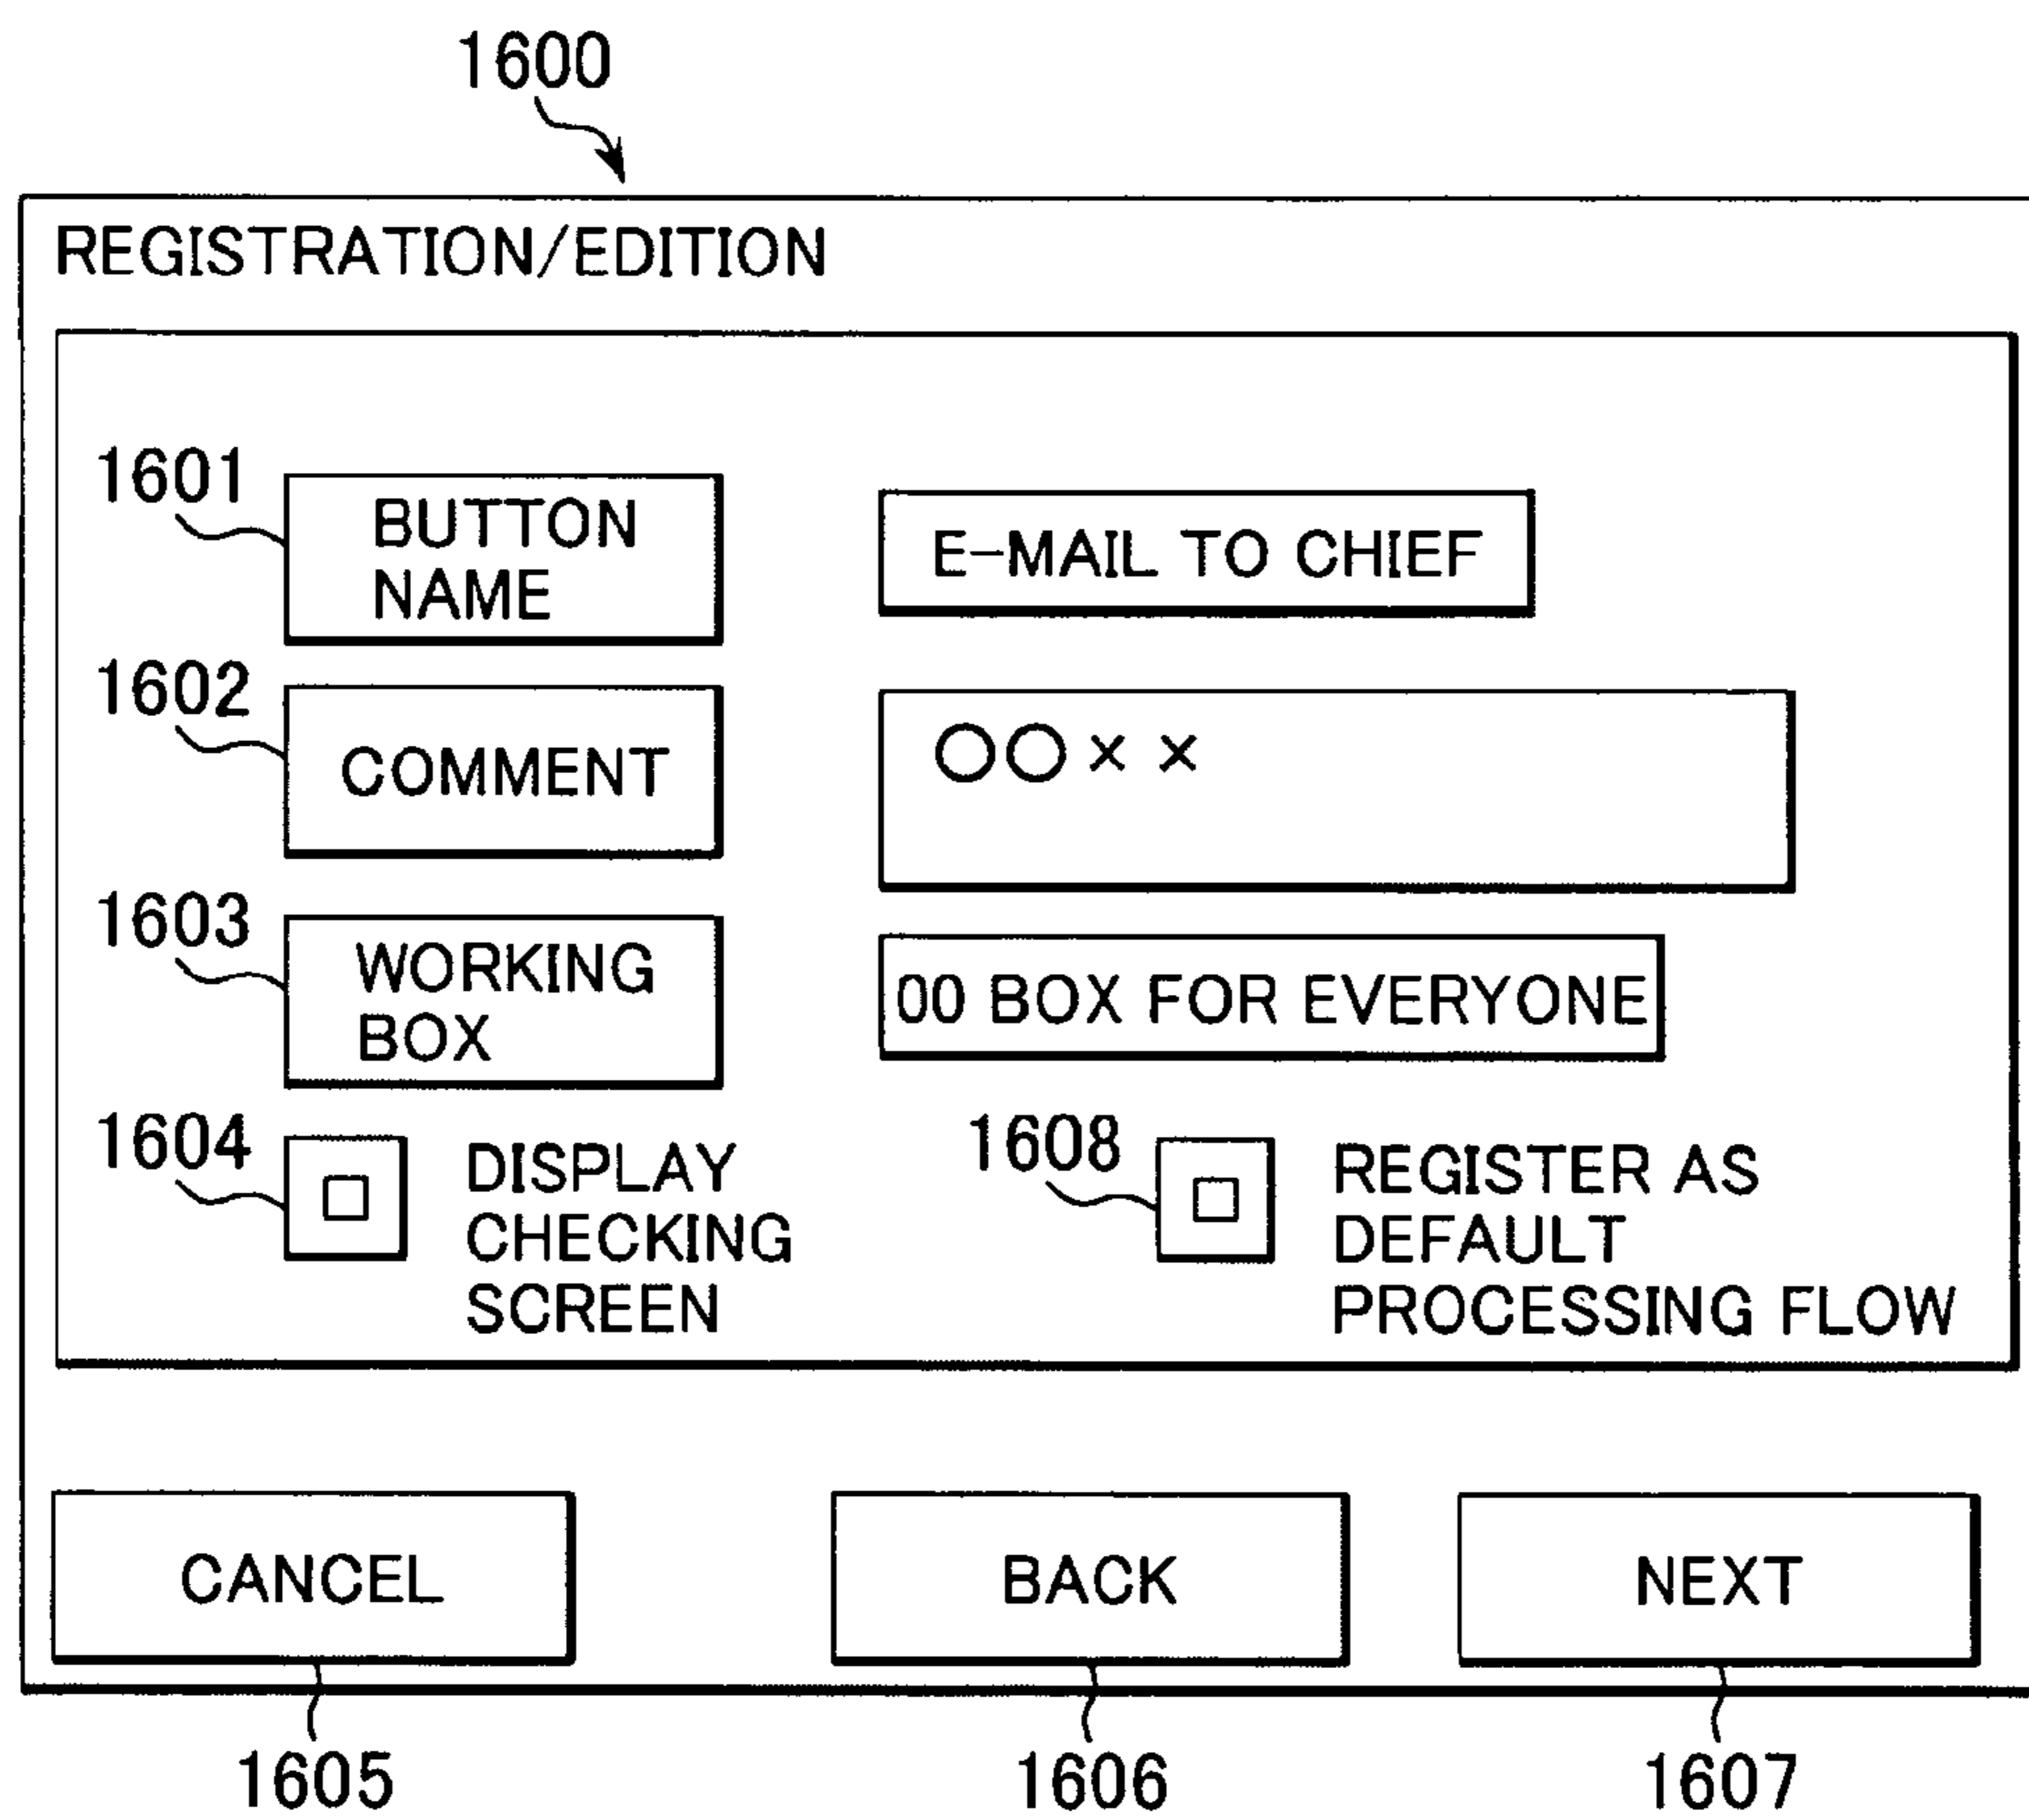 1600
REGISTRATION/EDITION
1601
BUTTON
NAME
E-MAIL TO CHIEF
1602
COMMENT
○○××
1603
WORKING
BOX
00 BOX FOR EVERYONE
1604
DISPLAY
CHECKING
SCREEN
1608
REGISTER AS
DEFAULT
PROCESSING FLOW
CANCEL
BACK
NEXT
1605
1606
1607